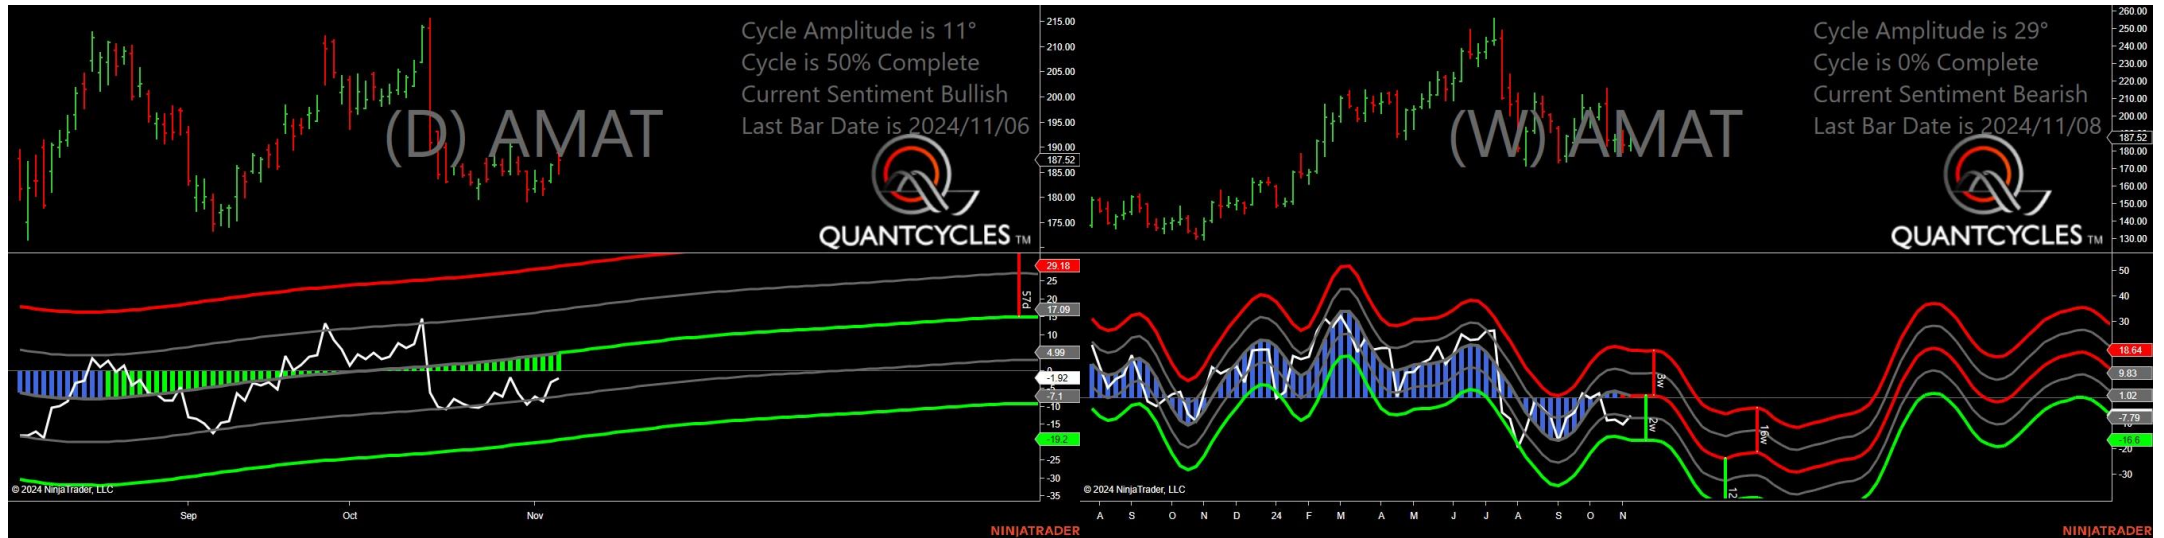 Cycle Amplitude is 11°
Cycle is 50% Complete
Current Sentiment Bullish
Last Bar Date is 2024/11/06
(D) AMAT
QUANTCYCLES TM
215.00
210.00
205.00
200.00
195.00
190.00
187.52
185.00
180.00
175.00
29.18
25
20
17.09
15
10
4.99
-1.92
-7.1
-10
-15
-19.2
-25
-30
-35
57d
© 2024 NinjaTrader, LLC
Sep Oct Nov
NINJATRADER
Cycle Amplitude is 29°
Cycle is 0% Complete
Current Sentiment Bearish
Last Bar Date is 2024/11/08
(W) AMAT
QUANTCYCLES TM
260.00
250.00
240.00
230.00
220.00
210.00
200.00
187.52
180.00
170.00
160.00
150.00
140.00
130.00
50
40
30
18.64
9.83
1.02
-7.79
-16.6
-20
-30
2w
16w
12
© 2024 NinjaTrader, LLC
A S O N D 24 F M A M J J A S O N
NINJATRADER